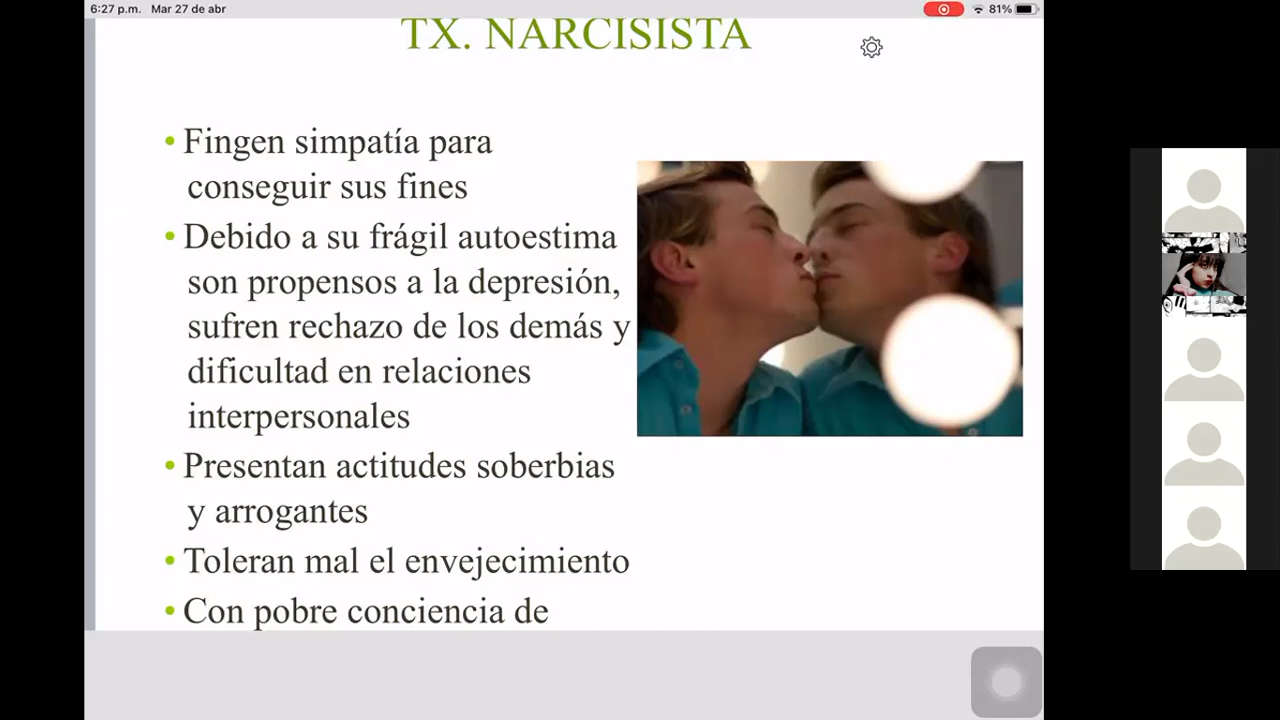 6:27 p.m. Mar 27 de abr
81%
TX. NARCISISTA
• Fingen simpatía para
conseguir sus fines
• Debido a su frágil autoestima
son propensos a la depresión,
sufren rechazo de los demás y
dificultad en relaciones
interpersonales
• Presentan actitudes soberbias
y arrogantes
• Toleran mal el envejecimiento
• Con pobre conciencia de